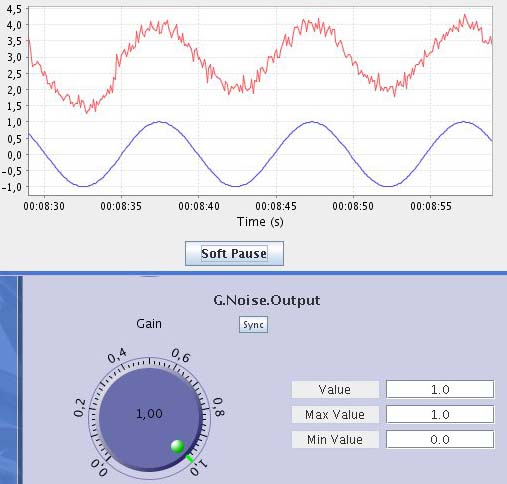 4,5
4,0
3,5
3,0
2,5
2,0
1,5
1,0
0,5
0,0
-0,5
-1,0
00:08:30 00:08:35 00:08:40 00:08:45 00:08:50 00:08:55
Time (s)
Soft Pause
G.Noise.Output
Gain Sync
0,4 0,6
0,2 0,8
1,00
0,0 1,0
Value 1.0
Max Value 1.0
Min Value 0.0